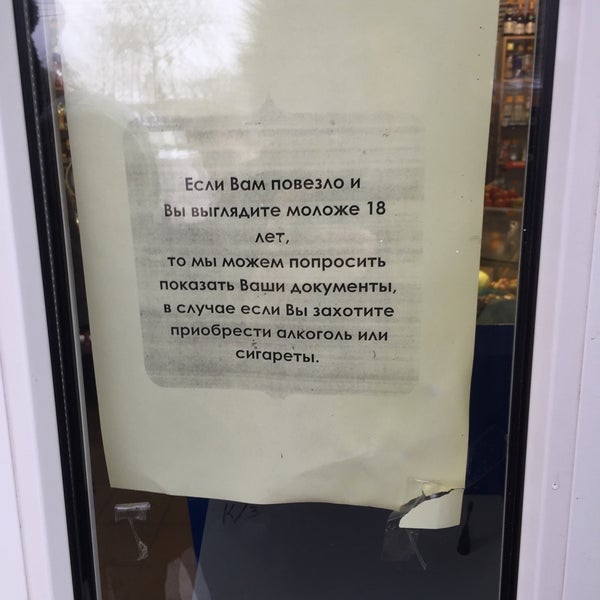 Если Вам повезло и
Вы выглядите моложе 18
лет,
то мы можем попросить
показать Ваши документы,
в случае если Вы захотите
приобрести алкоголь или
сигареты.
К/З